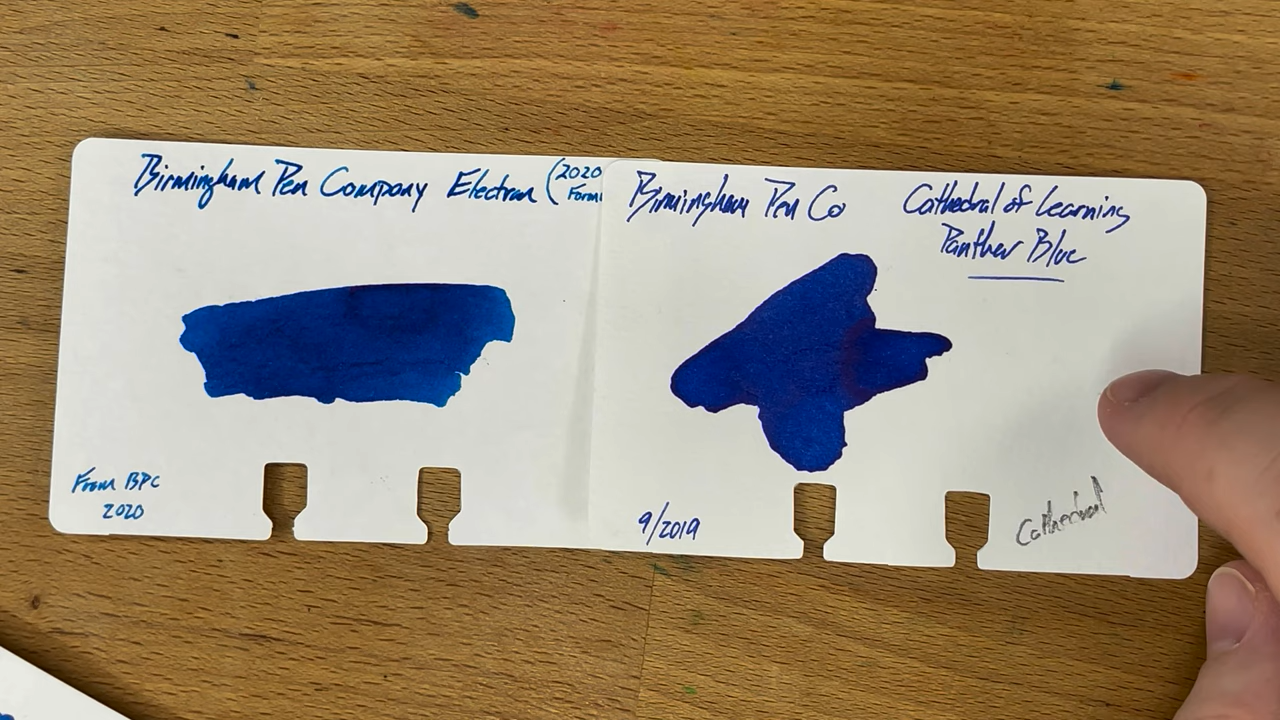 Birmingham Pen Company Electron (2020
Form
From BPC
2020
Birmingham Pen Co
Cathedral of Learning
Panther Blue
9/2019
Cathedral